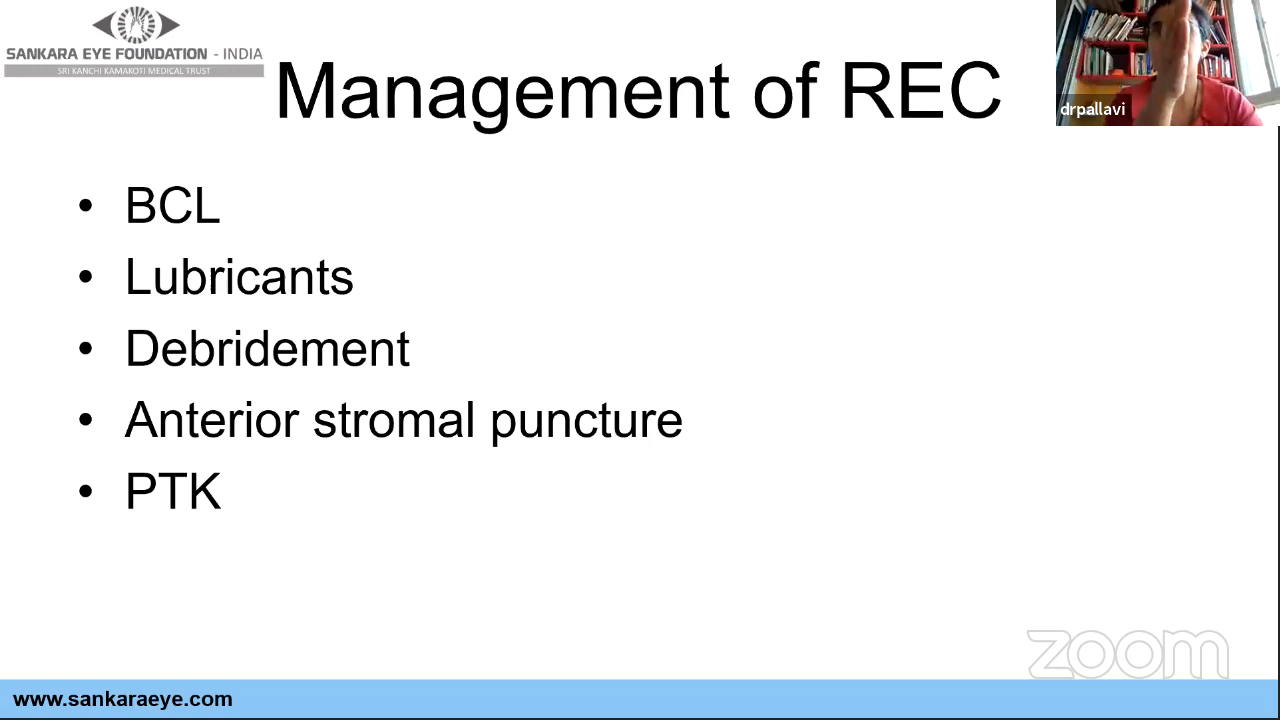 SANKARA EYE FOUNDATION - INDIA
SRI KANCHI KAMAKOTI MEDICAL TRUST
Management of REC
drpallavi
• BCL
• Lubricants
• Debridement
• Anterior stromal puncture
• PTK
zoom
www.sankaraeye.com